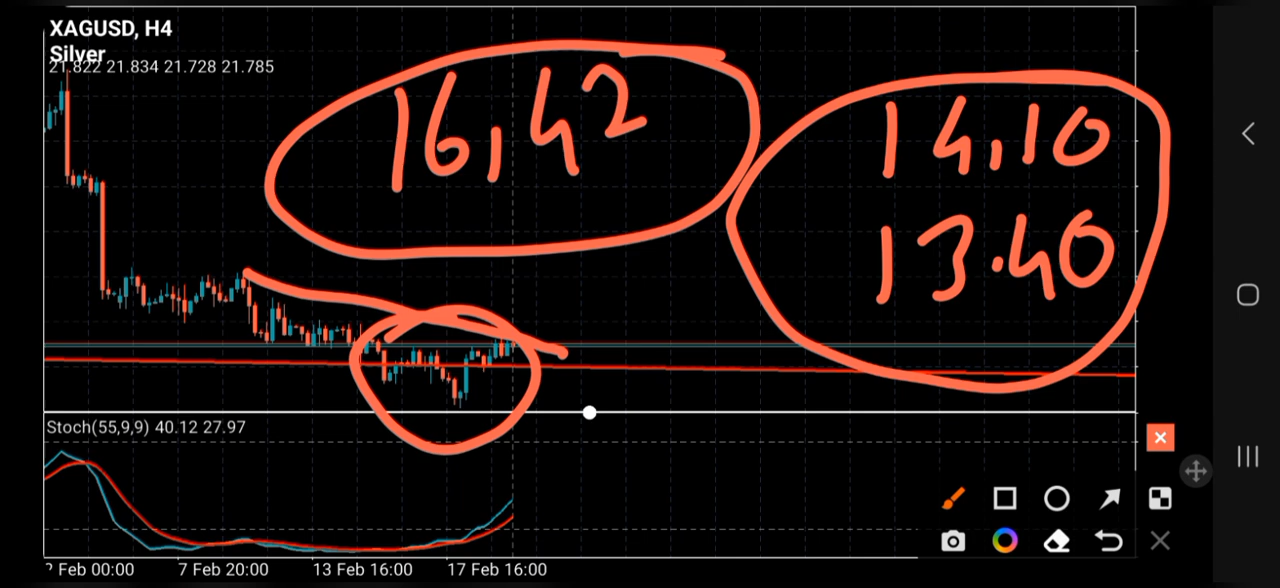 XAGUSD, H4
Silver
21.822 21.834 21.728 21.785
16,42
14,10
13.40
Stoch(55,9,9) 40.12 27.97
? Feb 00:00 7 Feb 20:00 13 Feb 16:00 17 Feb 16:00